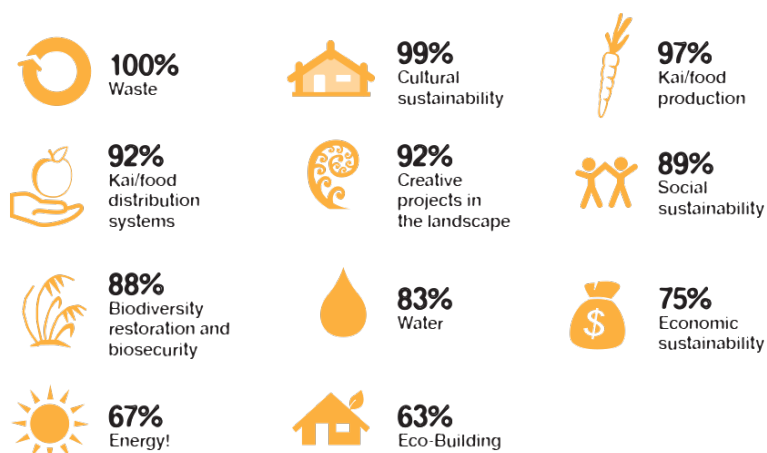 100%
Waste
99%
Cultural
sustainability
97%
Kai/food
production
92%
Kai/food
distribution
systems
92%
Creative
projects in
the landscape
89%
Social
sustainability
88%
Biodiversity
restoration and
biosecurity
83%
Water
$
75%
Economic
sustainability
67%
Energy!
63%
Eco-Building